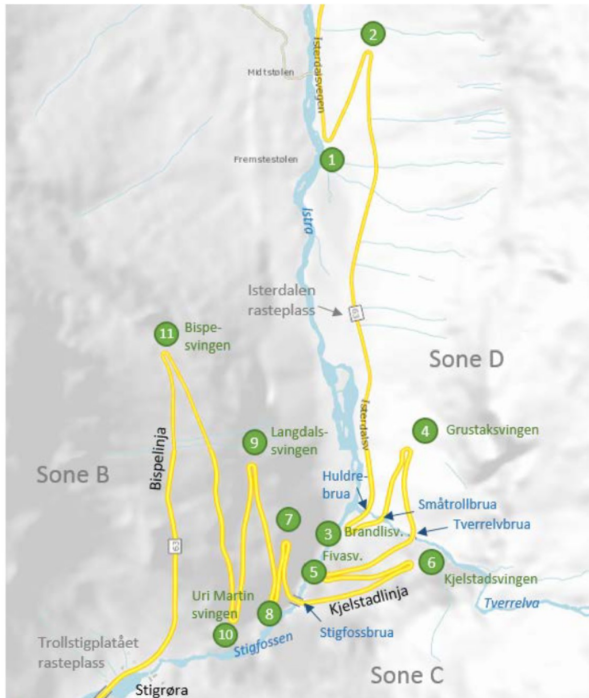 2
Isterdalsvegen
Midtstølen
1
Fremstestølen
Istra
Isterdalen
rasteplass
63
11
Bispe-
svingen
Sone D
Isterdalsv
4
Grustaksvingen
9
Langdals-
svingen
Bispelinja
Sone B
Huldre-
brua
Småtrollbrua
Tverrelvbrua
7
3
Brandlisv.
63
Fivasv.
5
6
Kjelstadsvingen
Uri Martin
svingen
8
Kjelstadlinja
Tverrelva
10
Stigfossen
Stigfossbrua
Trollstigplatået
rasteplass
Sone C
Stigrøra